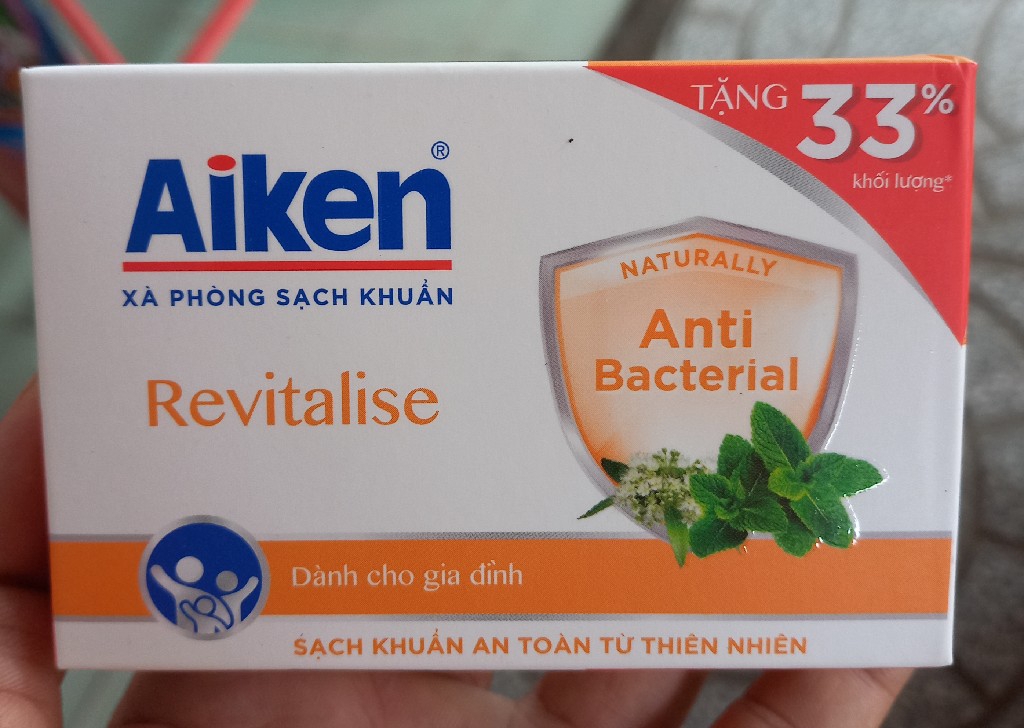 TẶNG 33%
khối lượng*
Aiken®
XÀ PHÒNG SẠCH KHUẨN
Revitalise
NATURALLY
Anti
Bacterial
Dành cho gia đình
SẠCH KHUẨN AN TOÀN TỪ THIÊN NHIÊN